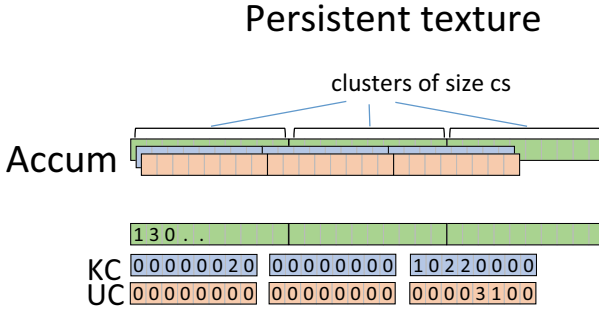 Persistent texture
clusters of size cs
Accum
1 3 0 . .
KC 0 0 0 0 0 0 2 0 0 0 0 0 0 0 0 0 1 0 2 2 0 0 0 0
UC 0 0 0 0 0 0 0 0 0 0 0 0 0 0 0 0 0 0 0 0 3 1 0 0